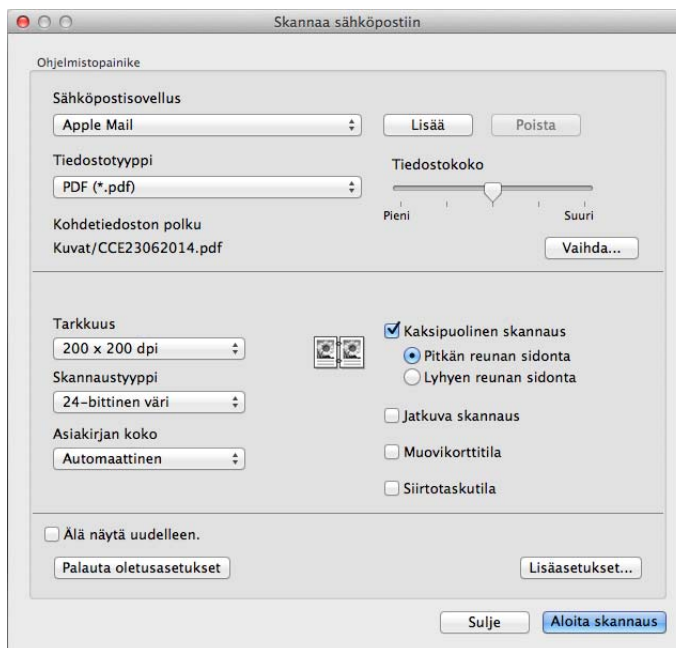 Skannaa sähköpostiin
Ohjelmistopainike
Sähköpostisovellus
Apple Mail
Lisää
Poista
Tiedostotyyppi
Tiedostokoko
PDF (*.pdf)
Pieni
Suuri
Kohdetiedoston polku
Kuvat/CCE23062014.pdf
Vaihda...
Tarkkuus
200 x 200 dpi
Skannaustyyppi
24-bittinen väri
Asiakirjan koko
Automaattinen
Kaksipuolinen skannaus
Pitkän reunan sidonta
Lyhyen reunan sidonta
Jatkuva skannaus
Muovikorttitila
Siirtotaskutila
Älä näytä uudelleen.
Palauta oletusasetukset
Lisäasetukset...
Sulje
Aloita skannaus